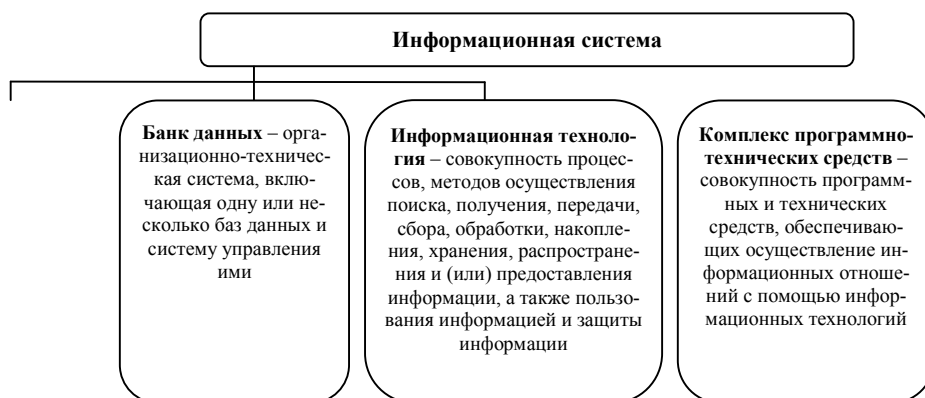 Информационная система
Банк данных – орга-
низационно-техничес-
кая система, вклю-
чающая одну или не-
сколько баз данных и
систему управления
ими
Информационная техноло-
гия – совокупность процес-
сов, методов осуществления
поиска, получения, передачи,
сбора, обработки, накопле-
ния, хранения, распростране-
ния и (или) предоставления
информации, а также пользо-
вания информацией и защиты
информации
Комплекс программно-
технических средств –
совокупность программ-
ных и технических
средств, обеспечиваю-
щих осуществление ин-
формационных отноше-
ний с помощью инфор-
мационных технологий